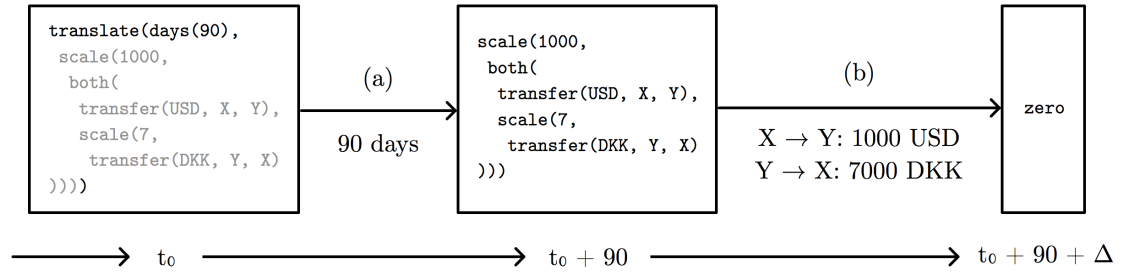 translate(days(90),
scale(1000,
both(
transfer(USD, X, Y),
scale(7,
transfer(DKK, Y, X)
))))
(a)
90 days
scale(1000,
both(
transfer(USD, X, Y),
scale(7,
transfer(DKK, Y, X)
)))
(b)
X → Y: 1000 USD
Y → X: 7000 DKK
zero
t₀
t₀ + 90
t₀ + 90 + Δ